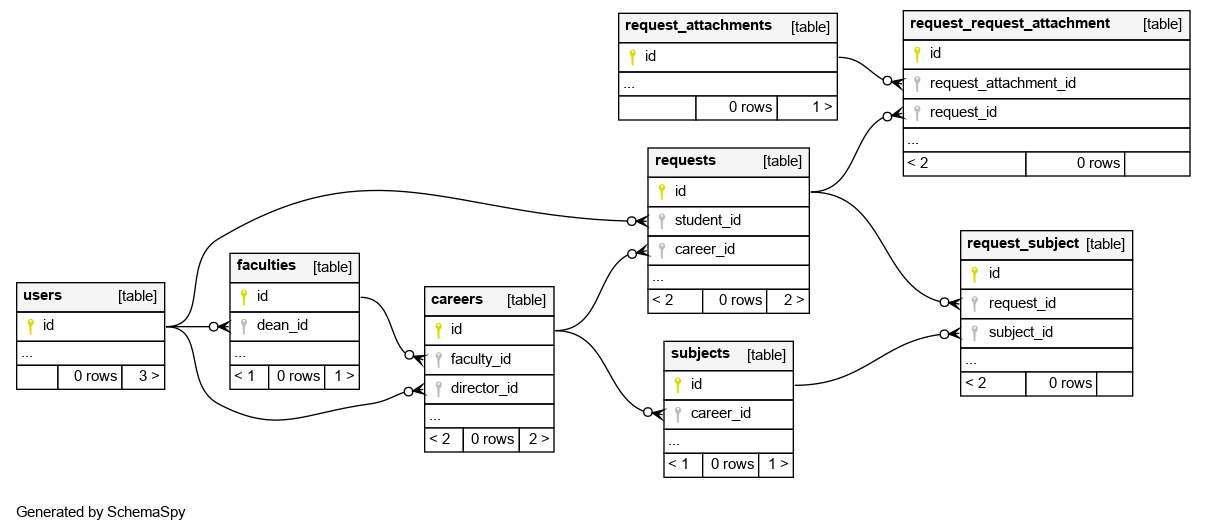 request_attachments [table]
id
...
0 rows 1 >
request_request_attachment [table]
id
request_attachment_id
request_id
...
< 2 0 rows
requests [table]
id
student_id
career_id
...
< 2 0 rows 2 >
request_subject [table]
id
request_id
subject_id
...
< 2 0 rows
faculties [table]
id
dean_id
...
< 1 0 rows 1 >
users [table]
id
...
0 rows 3 >
careers [table]
id
faculty_id
director_id
...
< 2 0 rows 2 >
subjects [table]
id
career_id
...
< 1 0 rows 1 >
Generated by SchemaSpy